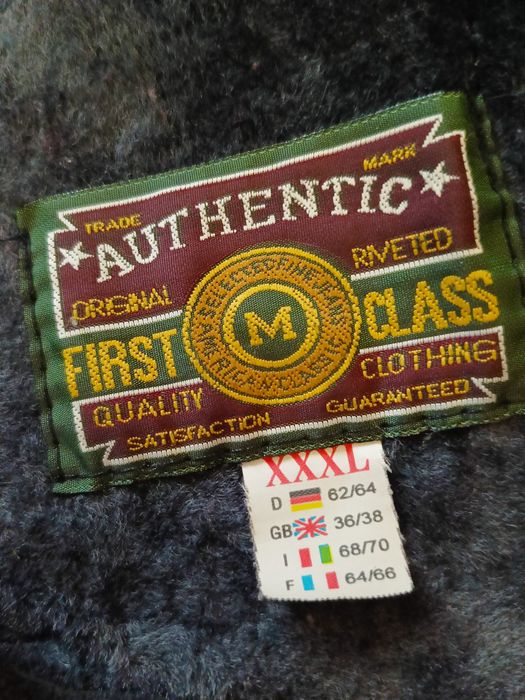 TRADE MARK
AUTHENTIC
ORIGINAL RIVETED
FIRST M CLASS
QUALITY CLOTHING
SATISFACTION GUARANTEED
XXXL
D 62/64
GB 36/38
I 68/70
F 64/66